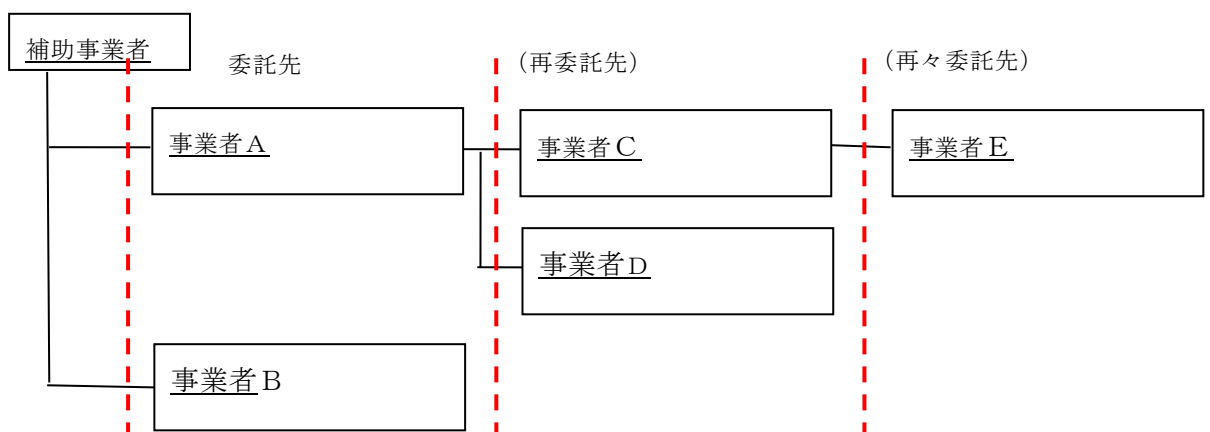 補助事業者
委託先
（再委託先）
（再々委託先）
事業者Ａ
事業者Ｃ
事業者Ｅ
事業者Ｄ
事業者Ｂ